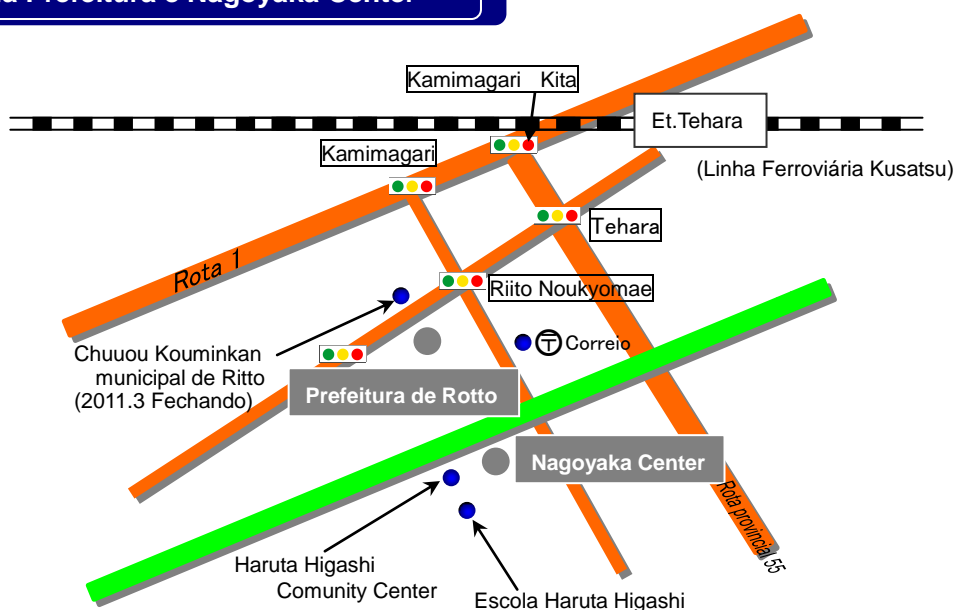 Prefeitura e Nagoyaka Center
Kamimagari Kita
Et.Tehara
Kamimagari
(Linha Ferroviária Kusatsu)
Tehara
Rota 1
Riito Noukyomae
Chuuou Kouminkan
municipal de Ritto
(2011.3 Fechando)
〒 Correio
Prefeitura de Rotto
Nagoyaka Center
Rota provincial 55
Haruta Higashi
Comunity Center
Escola Haruta Higashi